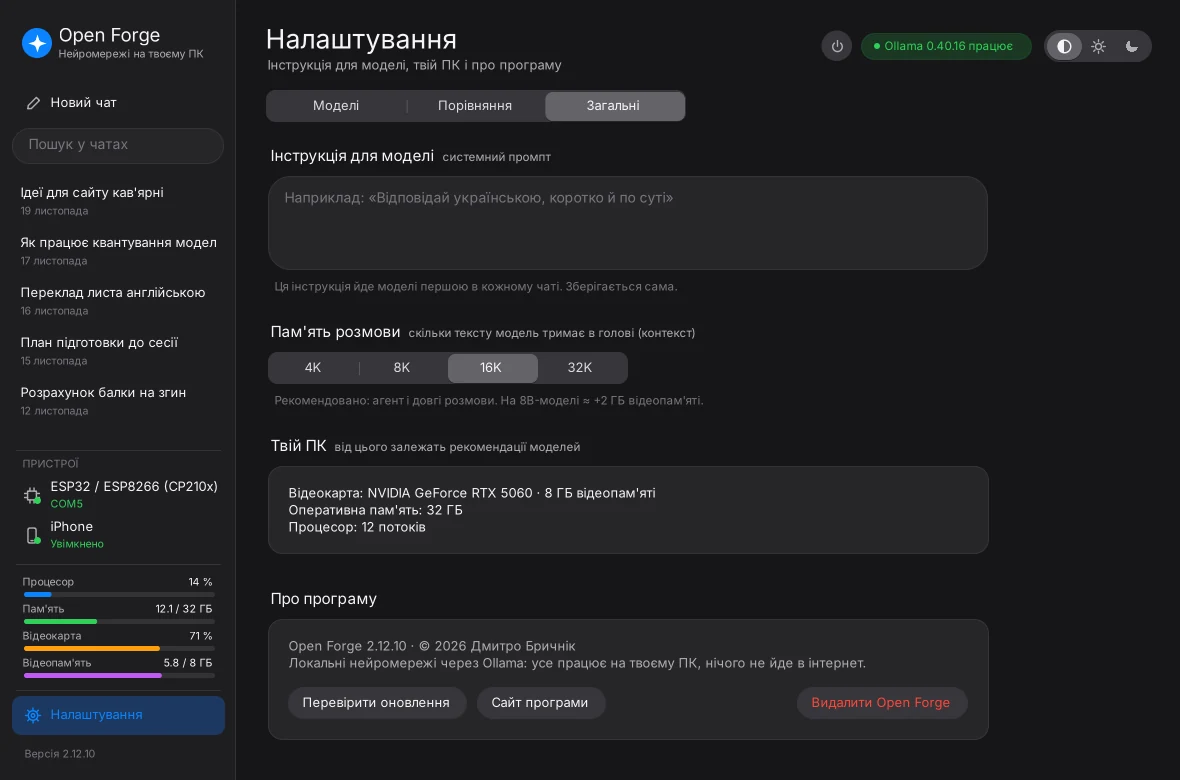 Open Forge
Нейромережі на твоєму ПК
Новий чат
Пошук у чатах
Ідеї для сайту кав'ярні
19 листопада
Як працює квантування модел
17 листопада
Переклад листа англійською
16 листопада
План підготовки до сесії
15 листопада
Розрахунок балки на згин
12 листопада
ПРИСТРОЇ
ESP32 / ESP8266 (CP210x)
COM5
iPhone
Увімкнено
Процесор 14 %
Пам'ять 12.1 / 32 ГБ
Відеокарта 71 %
Відеопам'ять 5.8 / 8 ГБ
Налаштування
Версія 2.12.10
Налаштування
Інструкція для моделі, твій ПК і про програму
Ollama 0.40.16 працює
Моделі Порівняння Загальні
Інструкція для моделі системний промпт
Наприклад: «Відповідай українською, коротко й по суті»
Ця інструкція йде моделі першою в кожному чаті. Зберігається сама.
Пам'ять розмови скільки тексту модель тримає в голові (контекст)
4K 8K 16K 32K
Рекомендовано: агент і довгі розмови. На 8B-моделі ≈ +2 ГБ відеопам'яті.
Твій ПК від цього залежать рекомендації моделей
Відеокарта: NVIDIA GeForce RTX 5060 · 8 ГБ відеопам'яті
Оперативна пам'ять: 32 ГБ
Процесор: 12 потоків
Про програму
Open Forge 2.12.10 · © 2026 Дмитро Бричнік
Локальні нейромережі через Ollama: усе працює на твоєму ПК, нічого не йде в інтернет.
Перевірити оновлення Сайт програми Видалити Open Forge